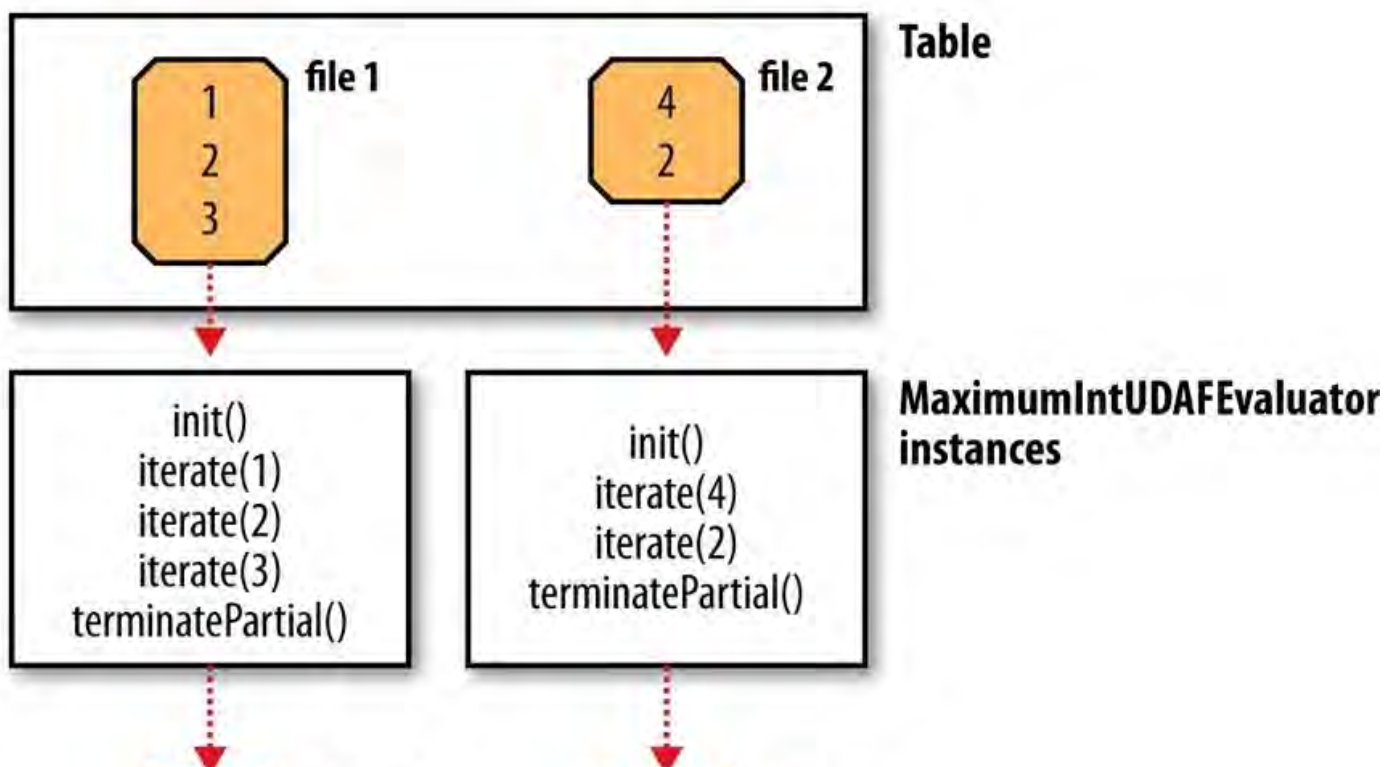 Table
file 1
1
2
3
file 2
4
2
MaximumIntUDAFEvaluator
instances
init()
iterate(1)
iterate(2)
iterate(3)
terminatePartial()
init()
iterate(4)
iterate(2)
terminatePartial()